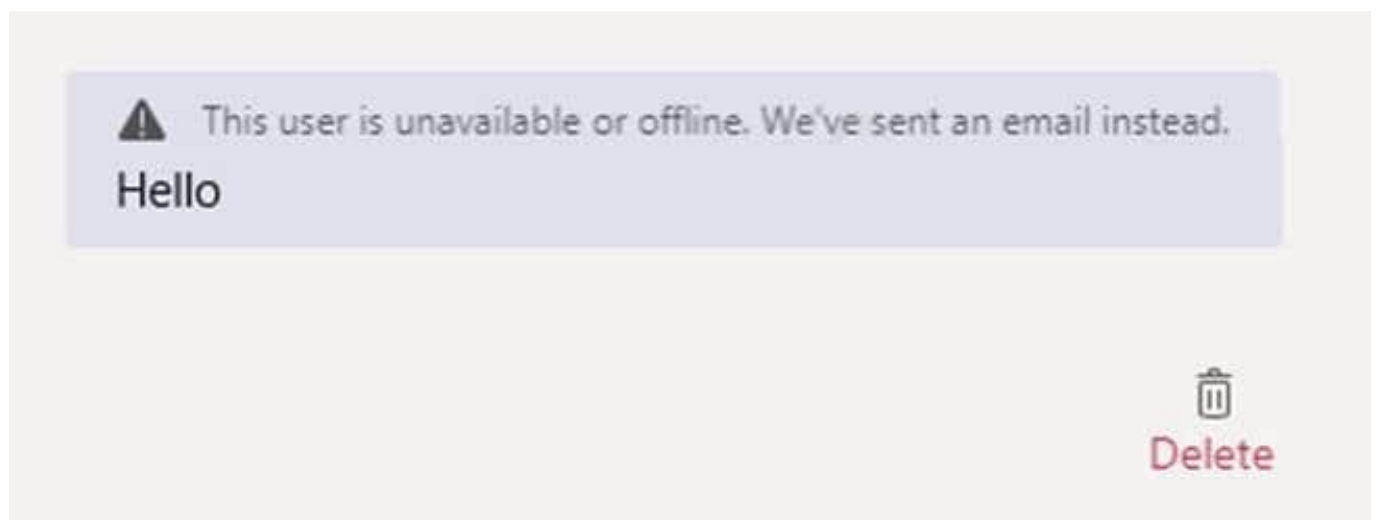 This user is unavailable or offline. We've sent an email instead.
Hello
Delete